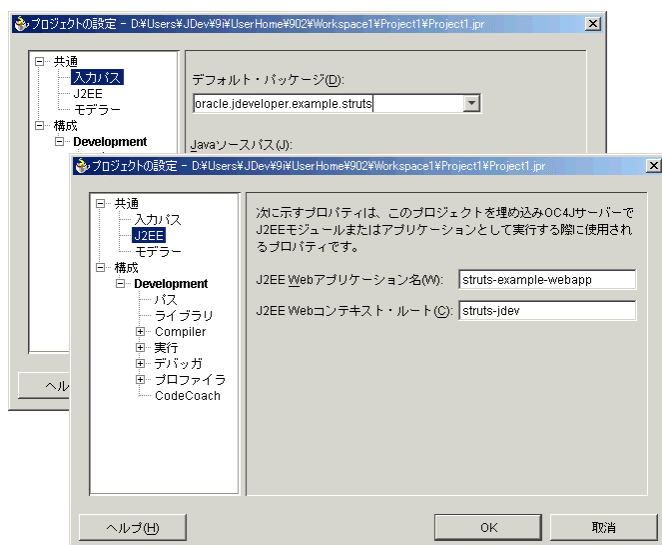 プロジェクトの設定 - D:¥Users¥JDev¥9i¥UserHome¥902¥Workspace1¥Project1¥Project1.jpr
共通
入力パス
J2EE
モデラー
構成
Development
デフォルト・パッケージ(D):
oracle.jdeveloper.example.struts
Javaソースパス(J):
ヘル
プロジェクトの設定 - D:¥Users¥JDev¥9i¥UserHome¥902¥Workspace1¥Project1¥Project1.jpr
共通
入力パス
J2EE
モデラー
構成
Development
パス
ライブラリ
Compiler
実行
デバッガ
プロファイラ
CodeCoach
次に示すプロパティは、このプロジェクトを埋め込みOC4Jサーバーで
J2EEモジュールまたはアプリケーションとして実行する際に使用され
るプロパティです。
J2EE Webアプリケーション名(W): struts-example-webapp
J2EE Webコンテキスト・ルート(C): struts-jdev
ヘルプ(H)
OK
取消